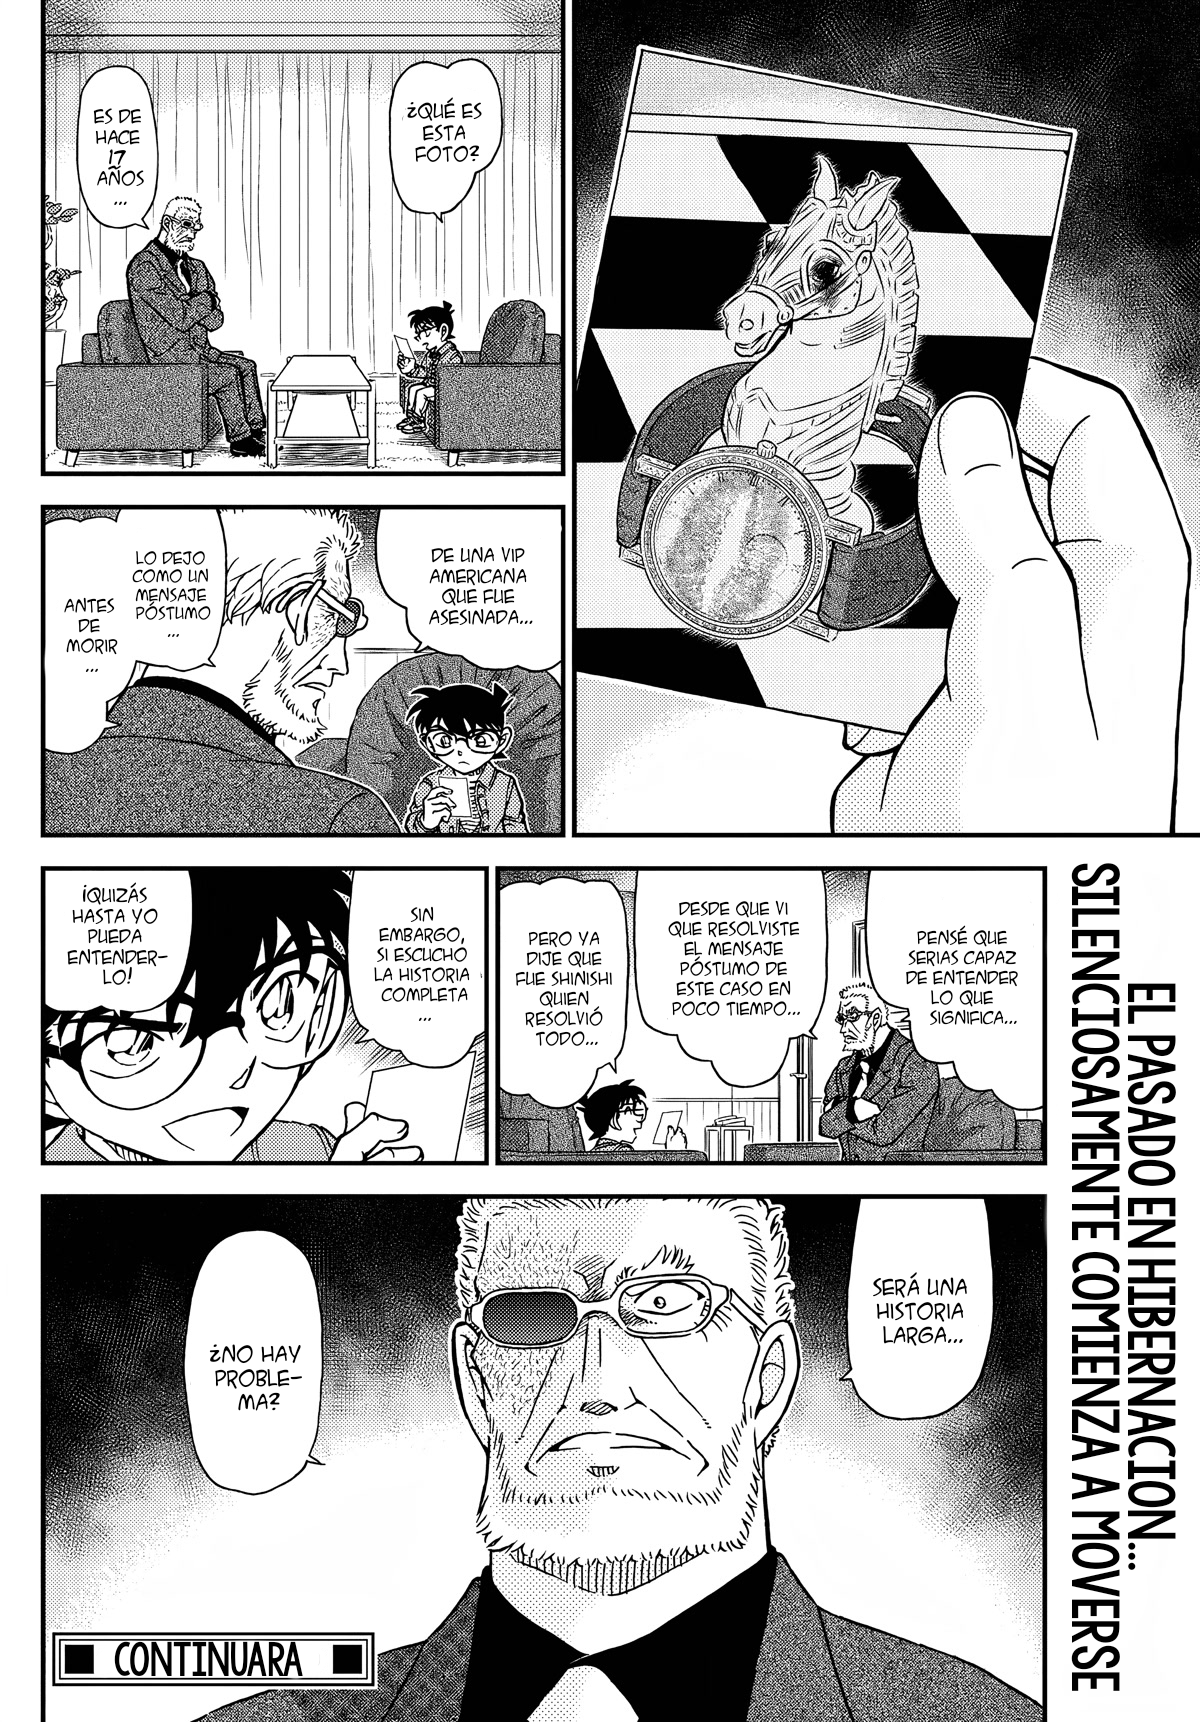 ¿QUÉ ES
ESTA
FOTO?
ES DE
HACE
17
AÑOS
...
DE UNA VIP
AMERICANA
QUE FUE
ASESINADA...
LO DEJO
COMO UN
MENSAJE
PÓSTUMO
...
ANTES
DE
MORIR
...
PENSÉ QUE
SERIAS CAPAZ
DE ENTENDER
LO QUE
SIGNIFICA...
DESDE QUE VI
QUE RESOLVISTE
EL MENSAJE
PÓSTUMO DE
ESTE CASO EN
POCO TIEMPO...
PERO YA
DIJE QUE
FUE SHINISHI
QUIEN
RESOLVIÓ
TODO...
SIN
EMBARGO,
SI ESCUCHO
LA HISTORIA
COMPLETA
...
¡QUIZÁS
HASTA YO
PUEDA
ENTENDER-
LO!
SERÁ UNA
HISTORIA
LARGA...
¿NO HAY
PROBLE-
MA?
EL PASADO EN HIBERNACION...
SILENCIOSAMENTE COMIENZA A MOVERSE
■ CONTINUARA ■